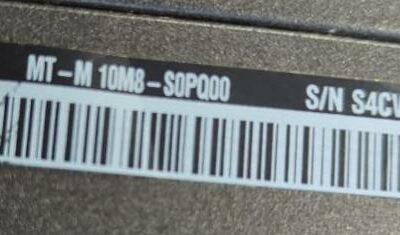 MT-M 10M8-S0PQ00 S/N S4CV